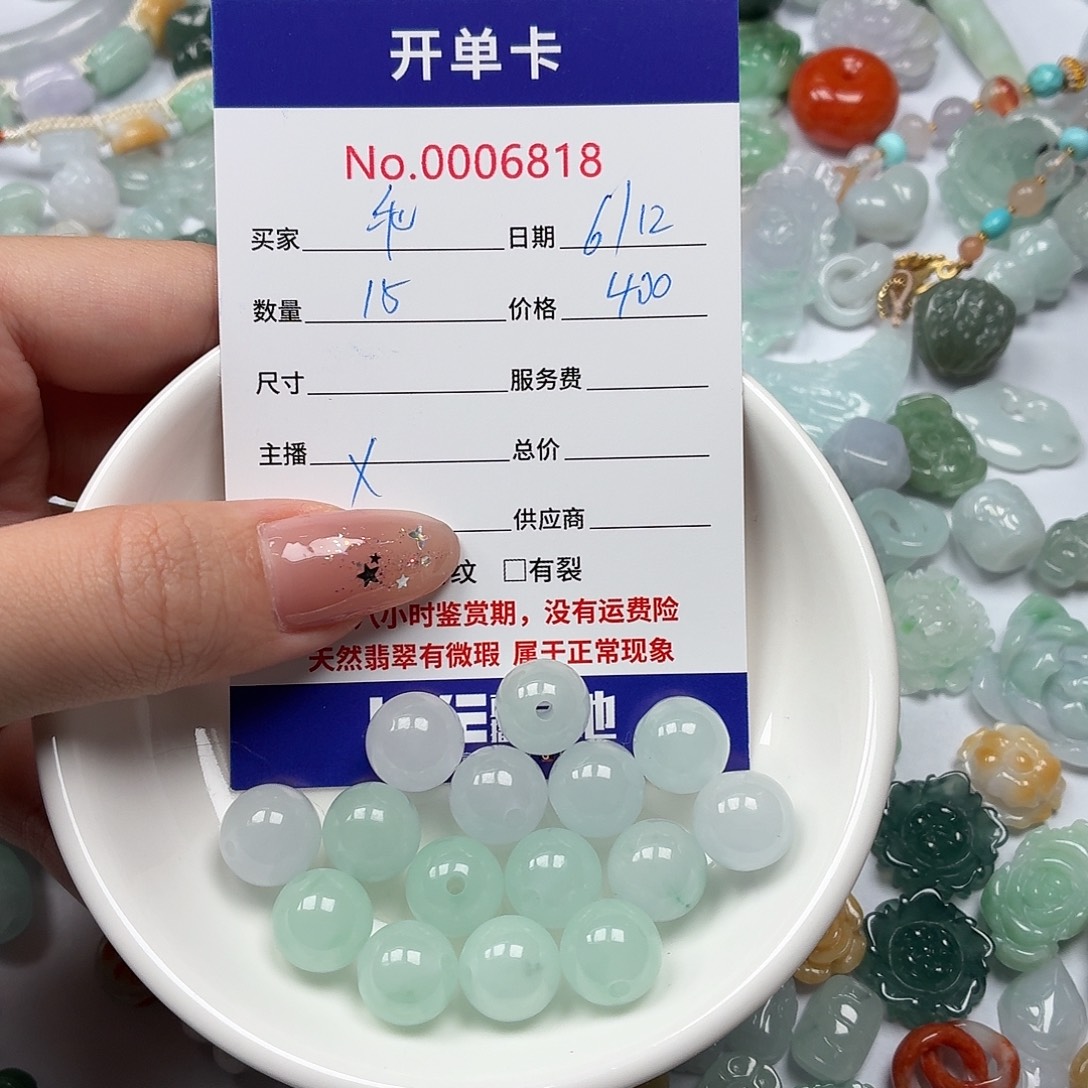 开单卡
No.0006818
买家 日期 6/12
数量 15 价格 400
尺寸 服务费
主播 X 总价
供应商
纹 □有裂
八小时鉴赏期，没有运费险
天然翡翠有微瑕 属于正常现象